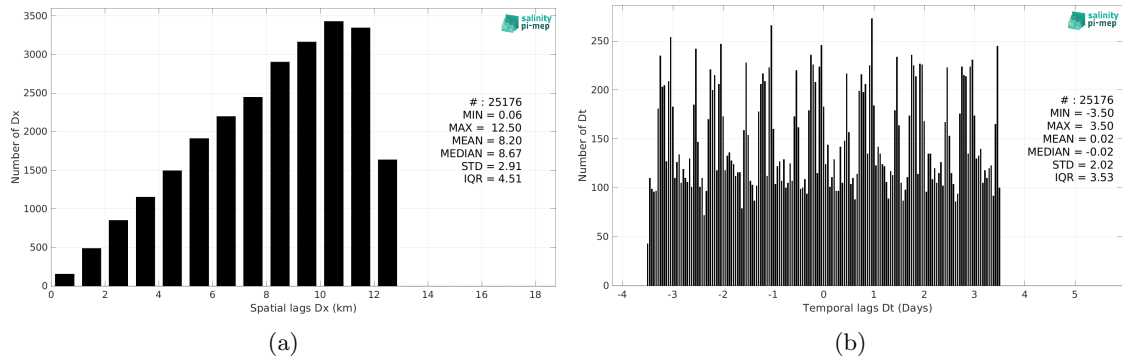 3500
3000
2500
2000
1500
1000
500
0
Number of Dx
0
2
4
6
8
10
12
14
16
18
Spatial lags Dx (km)
salinity
pi-mep
# : 25176
MIN = 0.06
MAX = 12.50
MEAN = 8.20
MEDIAN = 8.67
STD = 2.91
IQR = 4.51
(a)
250
200
150
100
50
0
Number of Dt
-4
-3
-2
-1
0
1
2
3
4
5
Temporal lags Dt (Days)
salinity
pi-mep
# : 25176
MIN = -3.50
MAX = 3.50
MEAN = 0.02
MEDIAN = -0.02
STD = 2.02
IQR = 3.53
(b)